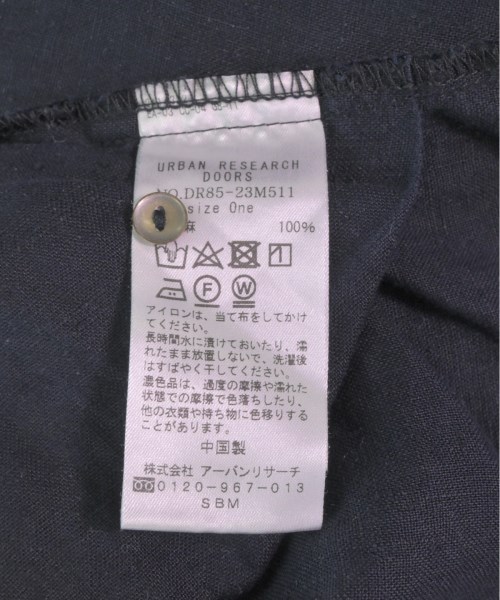 URBAN RESEARCH
DOORS
NO.DR85-23M511
size One
麻 100%
F W
アイロンは、当て布をしてかけ
てください。
長時間水に漬けておいたり、濡
れたまま放置しないで、洗濯後
はすばやく干してください。
濃色品は、過度の摩擦や濡れた
状態での摩擦で色落ちしたり、
他の衣類や持ち物に色移りする
ことがあります。
中国製
株式会社 アーバンリサーチ
0120-967-013
SBM